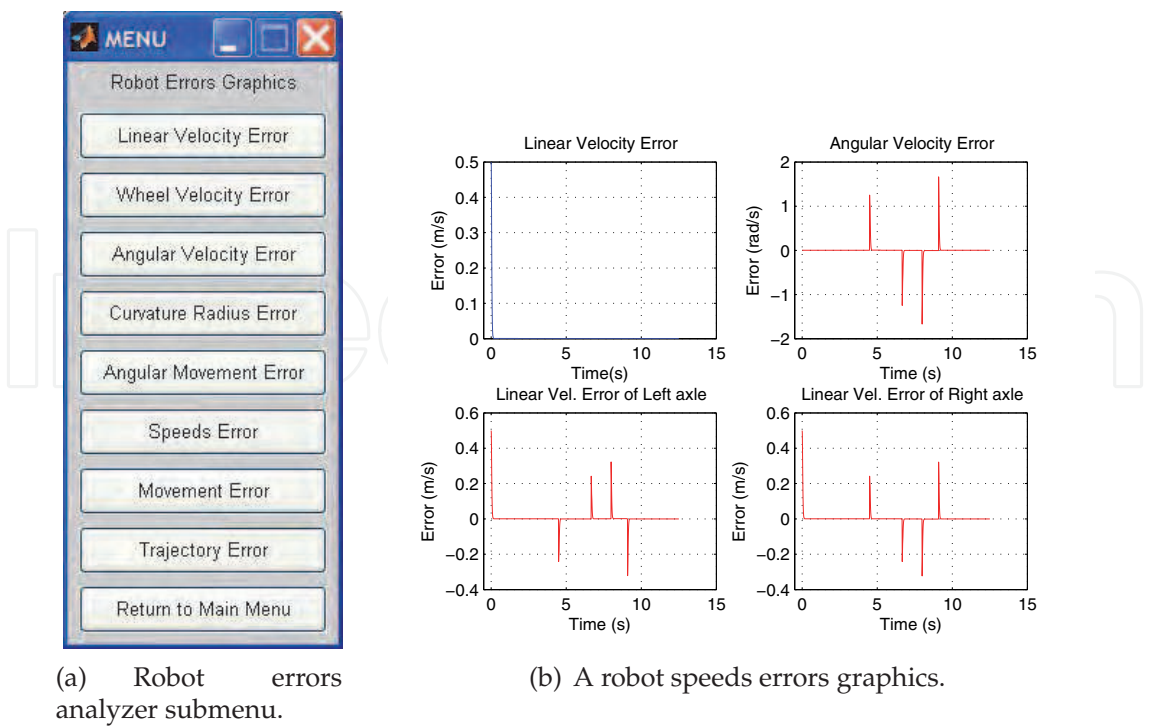 MENU
Robot Errors Graphics
Linear Velocity Error
Wheel Velocity Error
Angular Velocity Error
Curvature Radius Error
Angular Movement Error
Speeds Error
Movement Error
Trajectory Error
Return to Main Menu
(a) Robot errors
analyzer submenu.
Linear Velocity Error
0.5
0.4
0.3
0.2
0.1
0
Error (m/s)
0 5 10 15
Time(s)
Angular Velocity Error
2
1
0
−1
−2
Error (rad/s)
0 5 10 15
Time (s)
Linear Vel. Error of Left axle
0.6
0.4
0.2
0
−0.2
−0.4
Error (m/s)
0 5 10 15
Time (s)
Linear Vel. Error of Right axle
0.6
0.4
0.2
0
−0.2
−0.4
Error (m/s)
0 5 10 15
Time (s)
(b) A robot speeds errors graphics.